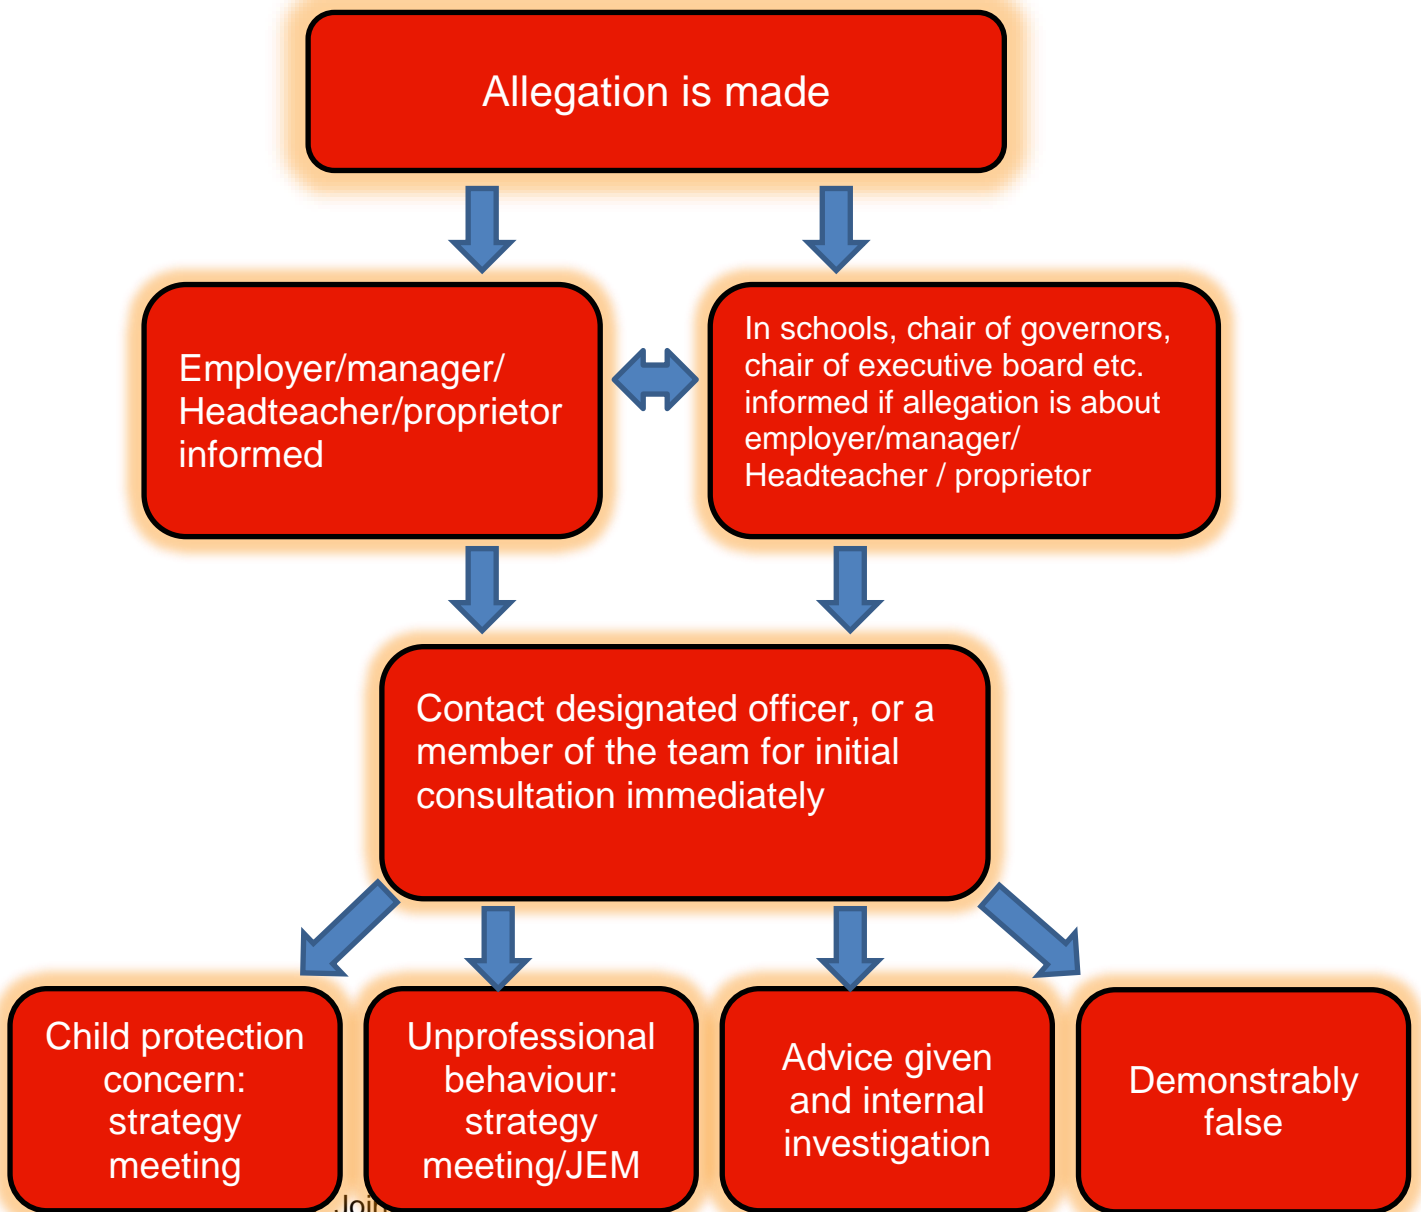 Allegation is made
Employer/manager/
Headteacher/proprietor
informed
In schools, chair of governors,
chair of executive board etc.
informed if allegation is about
employer/manager/
Headteacher / proprietor
Contact designated officer, or a
member of the team for initial
consultation immediately
Child protection
concern:
strategy
meeting
Unprofessional
behaviour:
strategy
meeting/JEM
Advice given
and internal
investigation
Demonstrably
false